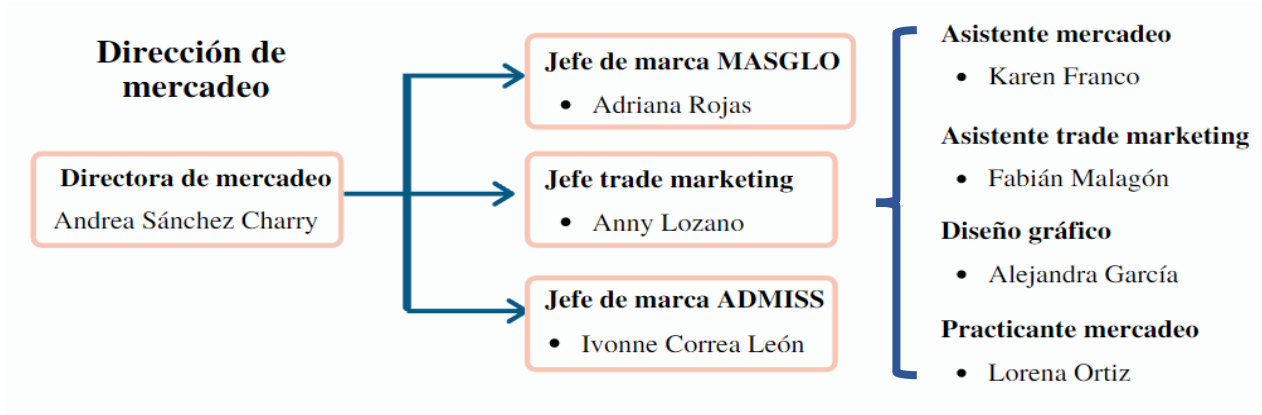 Dirección de
mercadeo
Directora de mercadeo
Andrea Sánchez Charry
Jefe de marca MASGLO
• Adriana Rojas
Jefe trade marketing
• Anny Lozano
Jefe de marca ADMISS
• Ivonne Correa León
Asistente mercadeo
• Karen Franco
Asistente trade marketing
• Fabián Malagón
Diseño gráfico
• Alejandra García
Practicante mercadeo
• Lorena Ortiz